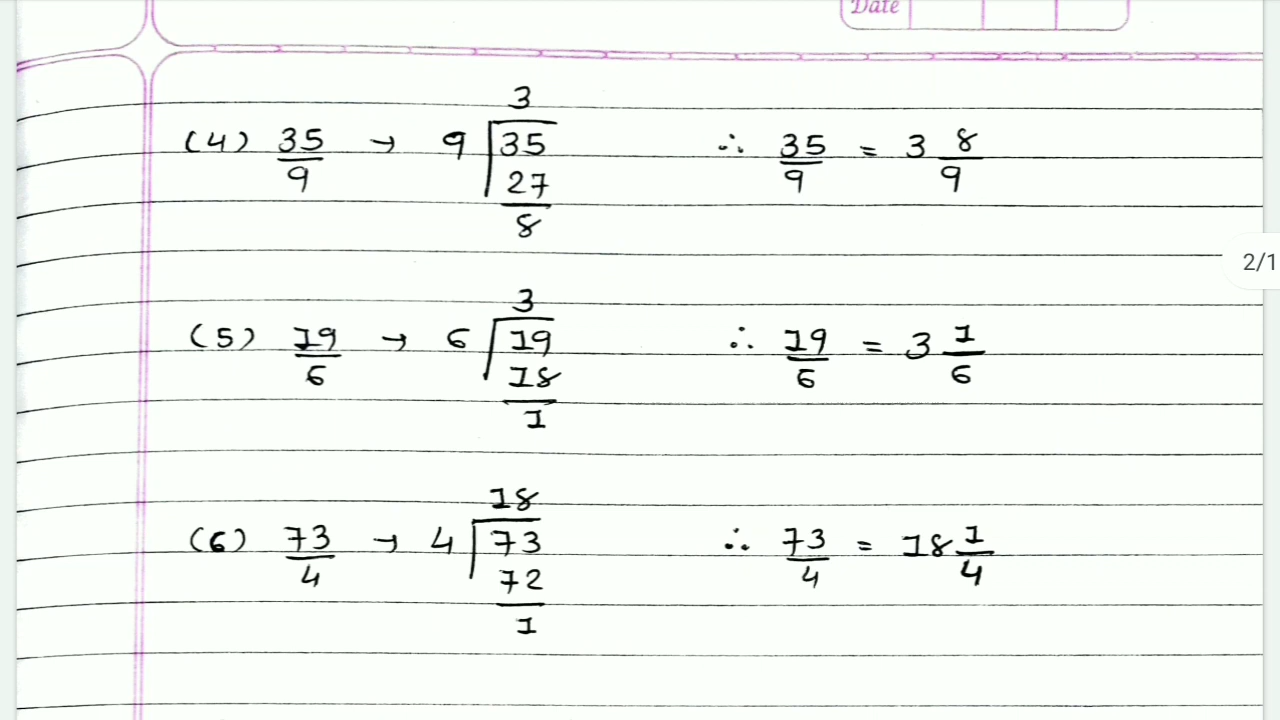 Date
3
(4) 35/9 → 9 | 35 ∴ 35/9 = 3 8/9
27
8
2/1
3
(5) 19/6 → 6 | 19 ∴ 19/6 = 3 1/6
18
1
18
(6) 73/4 → 4 | 73 ∴ 73/4 = 18 1/4
72
1